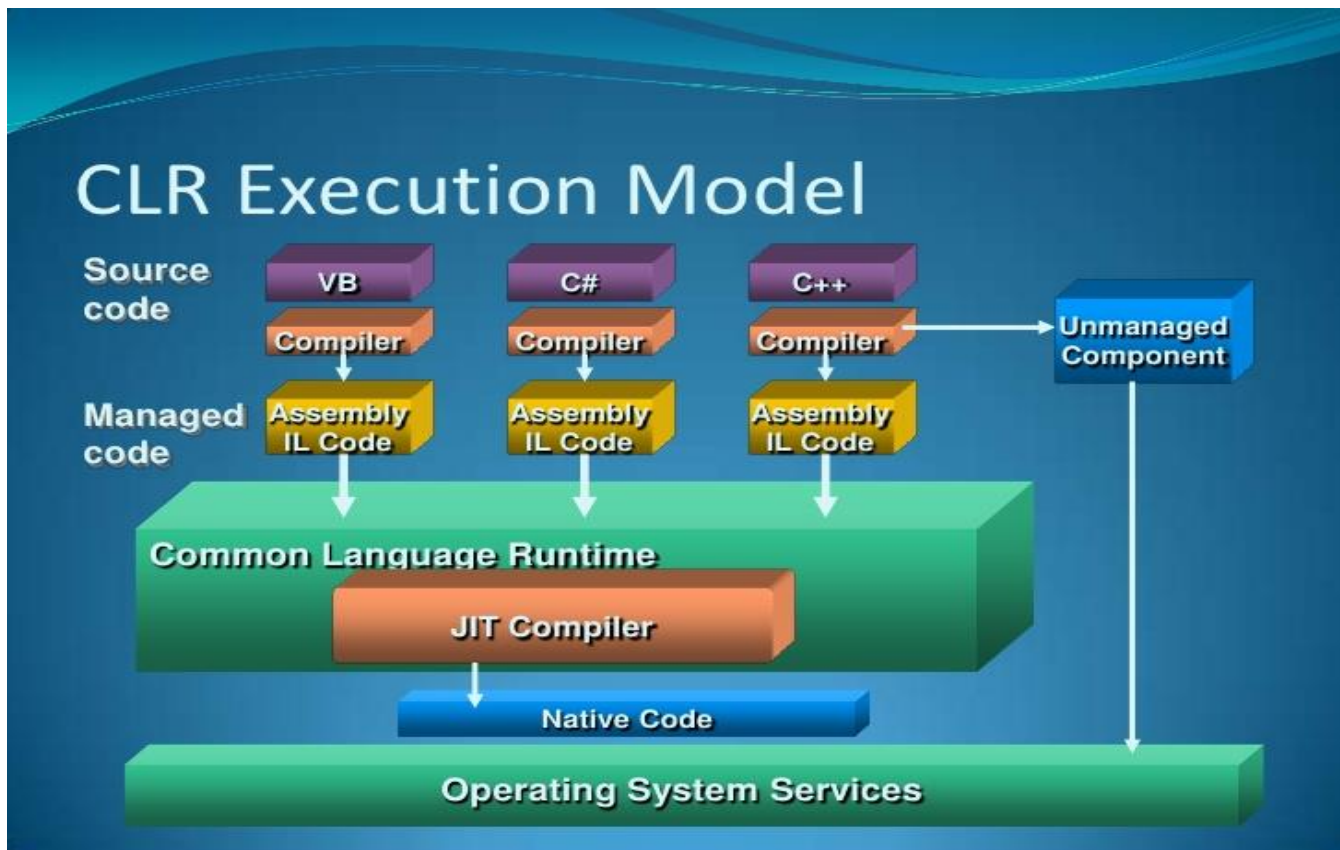 CLR Execution Model
Source
code
VB
C#
C++
Compiler
Compiler
Compiler
Unmanaged
Component
Managed
code
Assembly
IL Code
Assembly
IL Code
Assembly
IL Code
Common Language Runtime
JIT Compiler
Native Code
Operating System Services